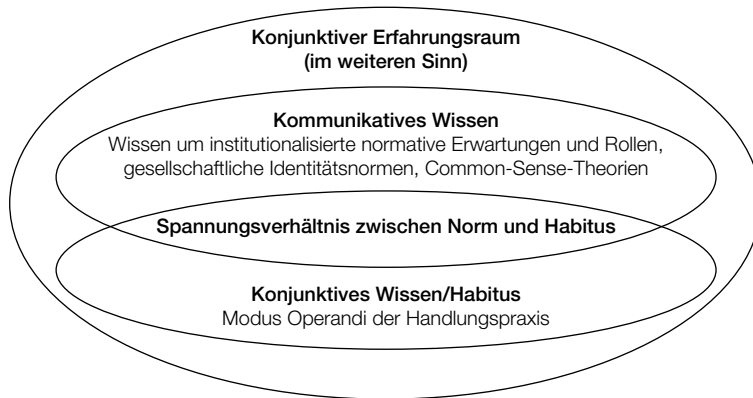 Konjunktiver Erfahrungsraum
(im weiteren Sinn)
Kommunikatives Wissen
Wissen um institutionalisierte normative Erwartungen und Rollen,
gesellschaftliche Identitätsnormen, Common-Sense-Theorien
Spannungsverhältnis zwischen Norm und Habitus
Konjunktives Wissen/Habitus
Modus Operandi der Handlungspraxis